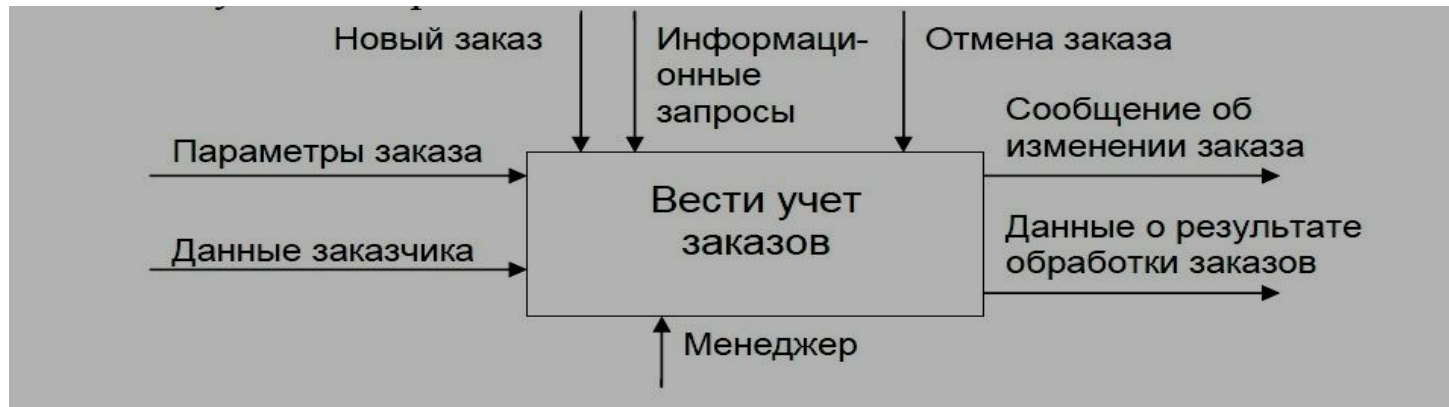 Новый заказ
Информаци-
онные
запросы
Отмена заказа
Параметры заказа
Сообщение об
изменении заказа
Вести учет
заказов
Данные заказчика
Данные о результате
обработки заказов
Менеджер